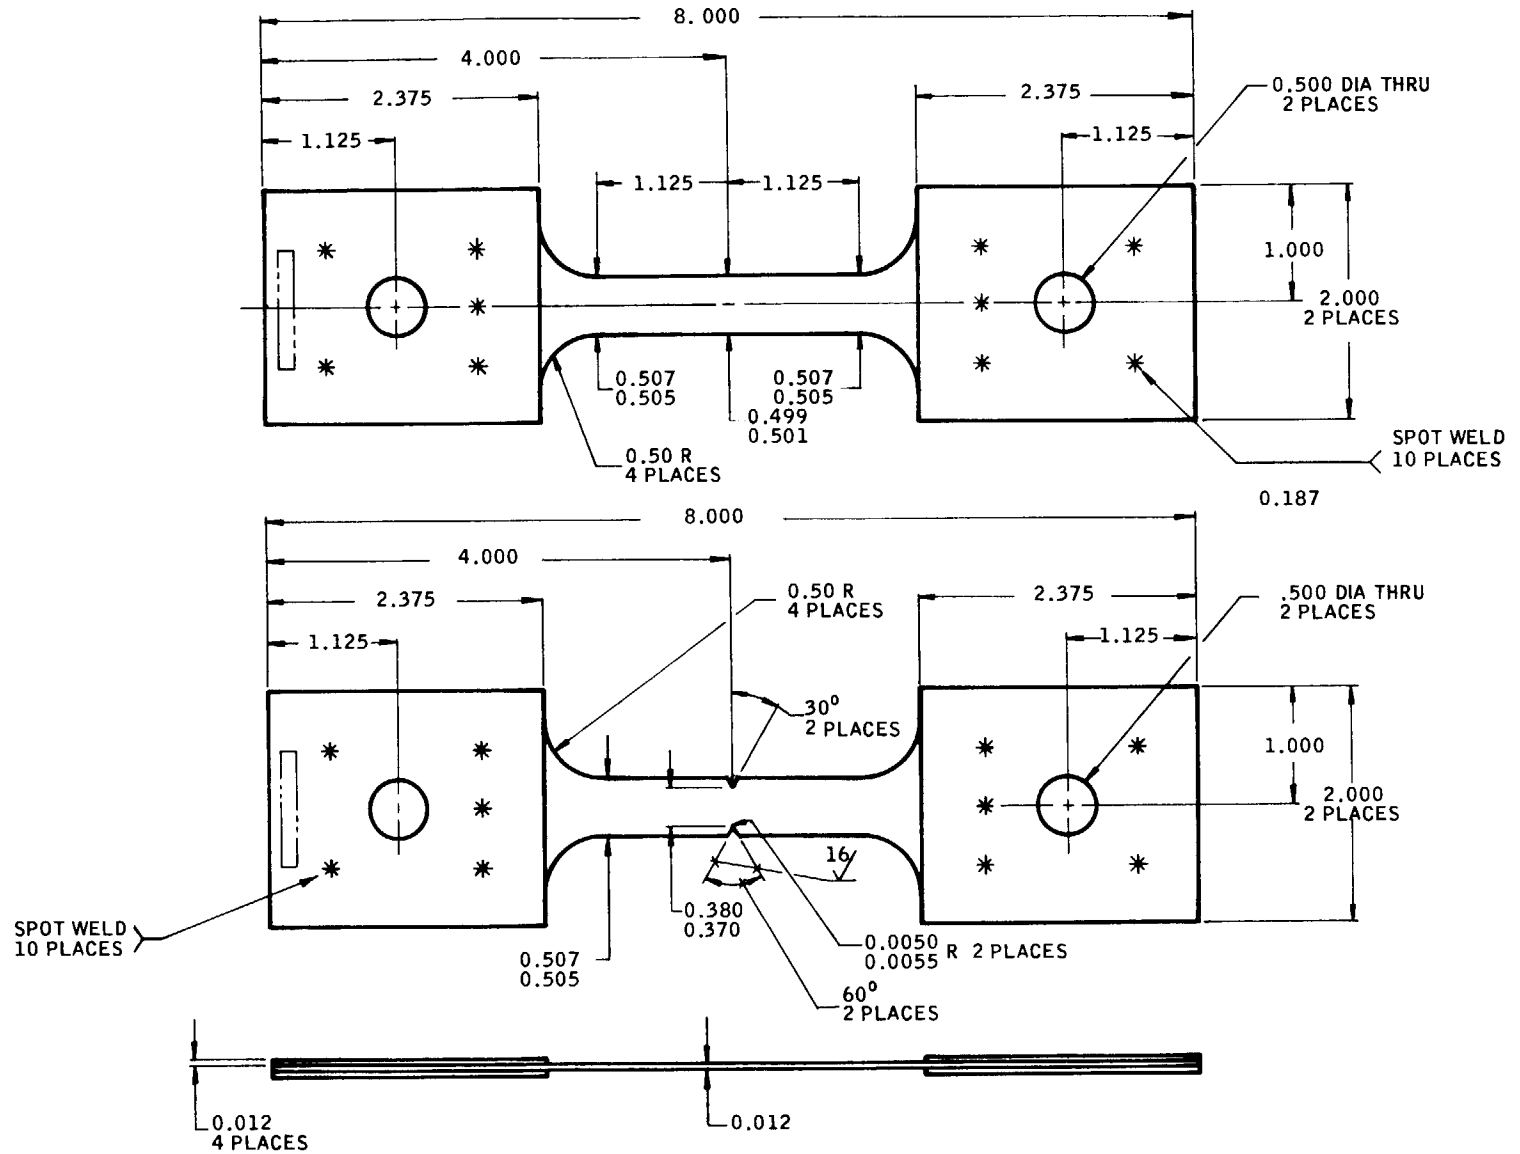 8.000
4.000
2.375
2.375
0.500 DIA THRU
2 PLACES
1.125
1.125
1.125
1.125
1.000
2.000
2 PLACES
0.507
0.505
0.507
0.505
0.499
0.501
0.50 R
4 PLACES
SPOT WELD
10 PLACES
0.187
8.000
4.000
0.50 R
4 PLACES
2.375
2.375
.500 DIA THRU
2 PLACES
1.125
1.125
30°
2 PLACES
1.000
2.000
2 PLACES
16
0.380
0.370
SPOT WELD
10 PLACES
0.507
0.505
0.0050
0.0055 R 2 PLACES
60°
2 PLACES
0.012
4 PLACES
0.012